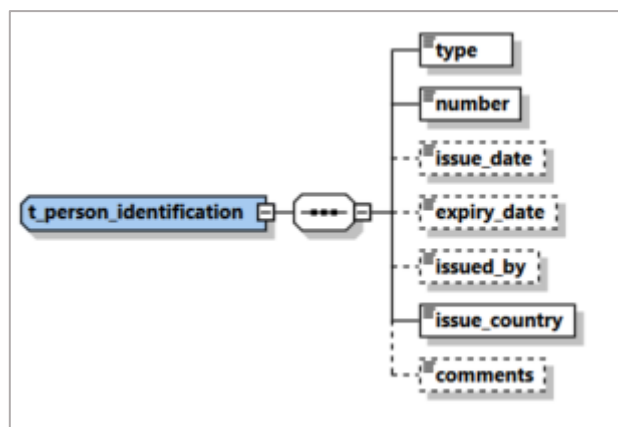 type
number
issue_date
t_person_identification
expiry_date
issued_by
issue_country
comments